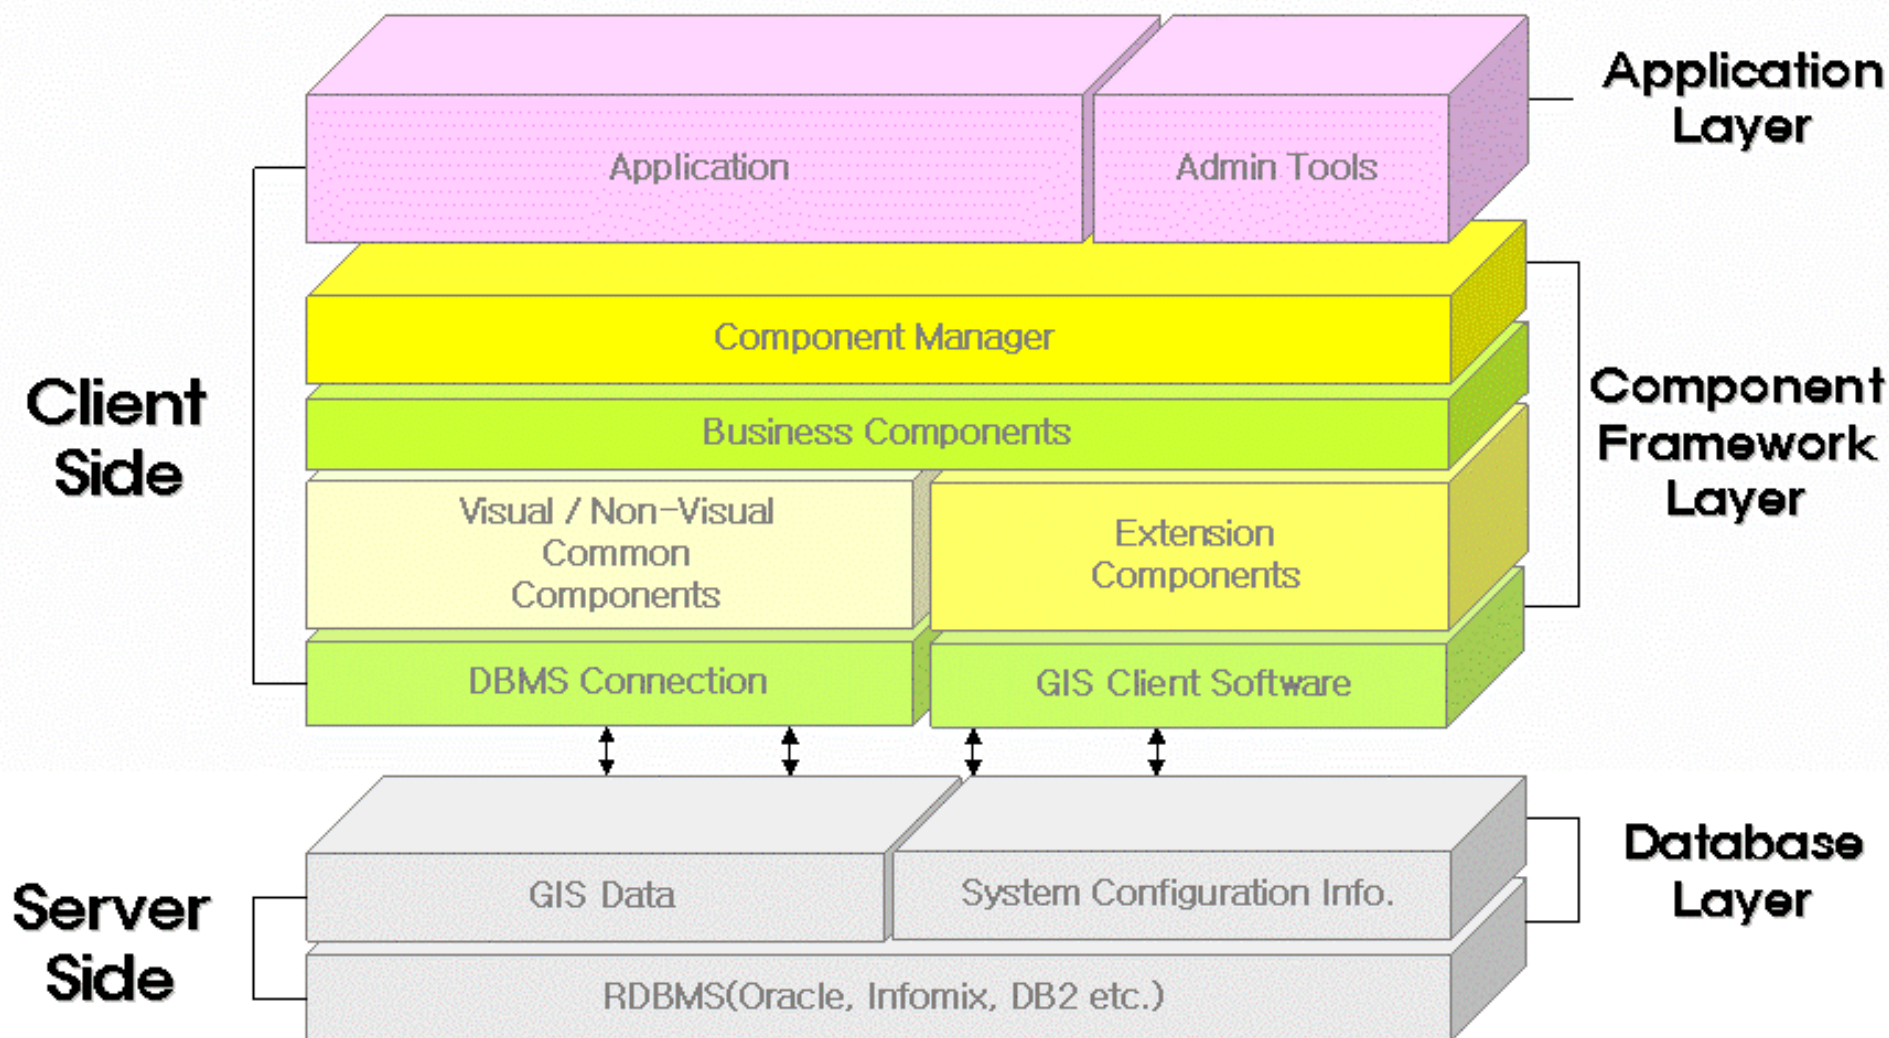 Application
Layer
Application
Admin Tools
Component Manager
Client
Side
Component
Framework
Layer
Business Components
Visual / Non-Visual
Common
Components
Extension
Components
DBMS Connection
GIS Client Software
Database
Layer
GIS Data
System Configuration Info.
Server
Side
RDBMS(Oracle, Infomix, DB2 etc.)